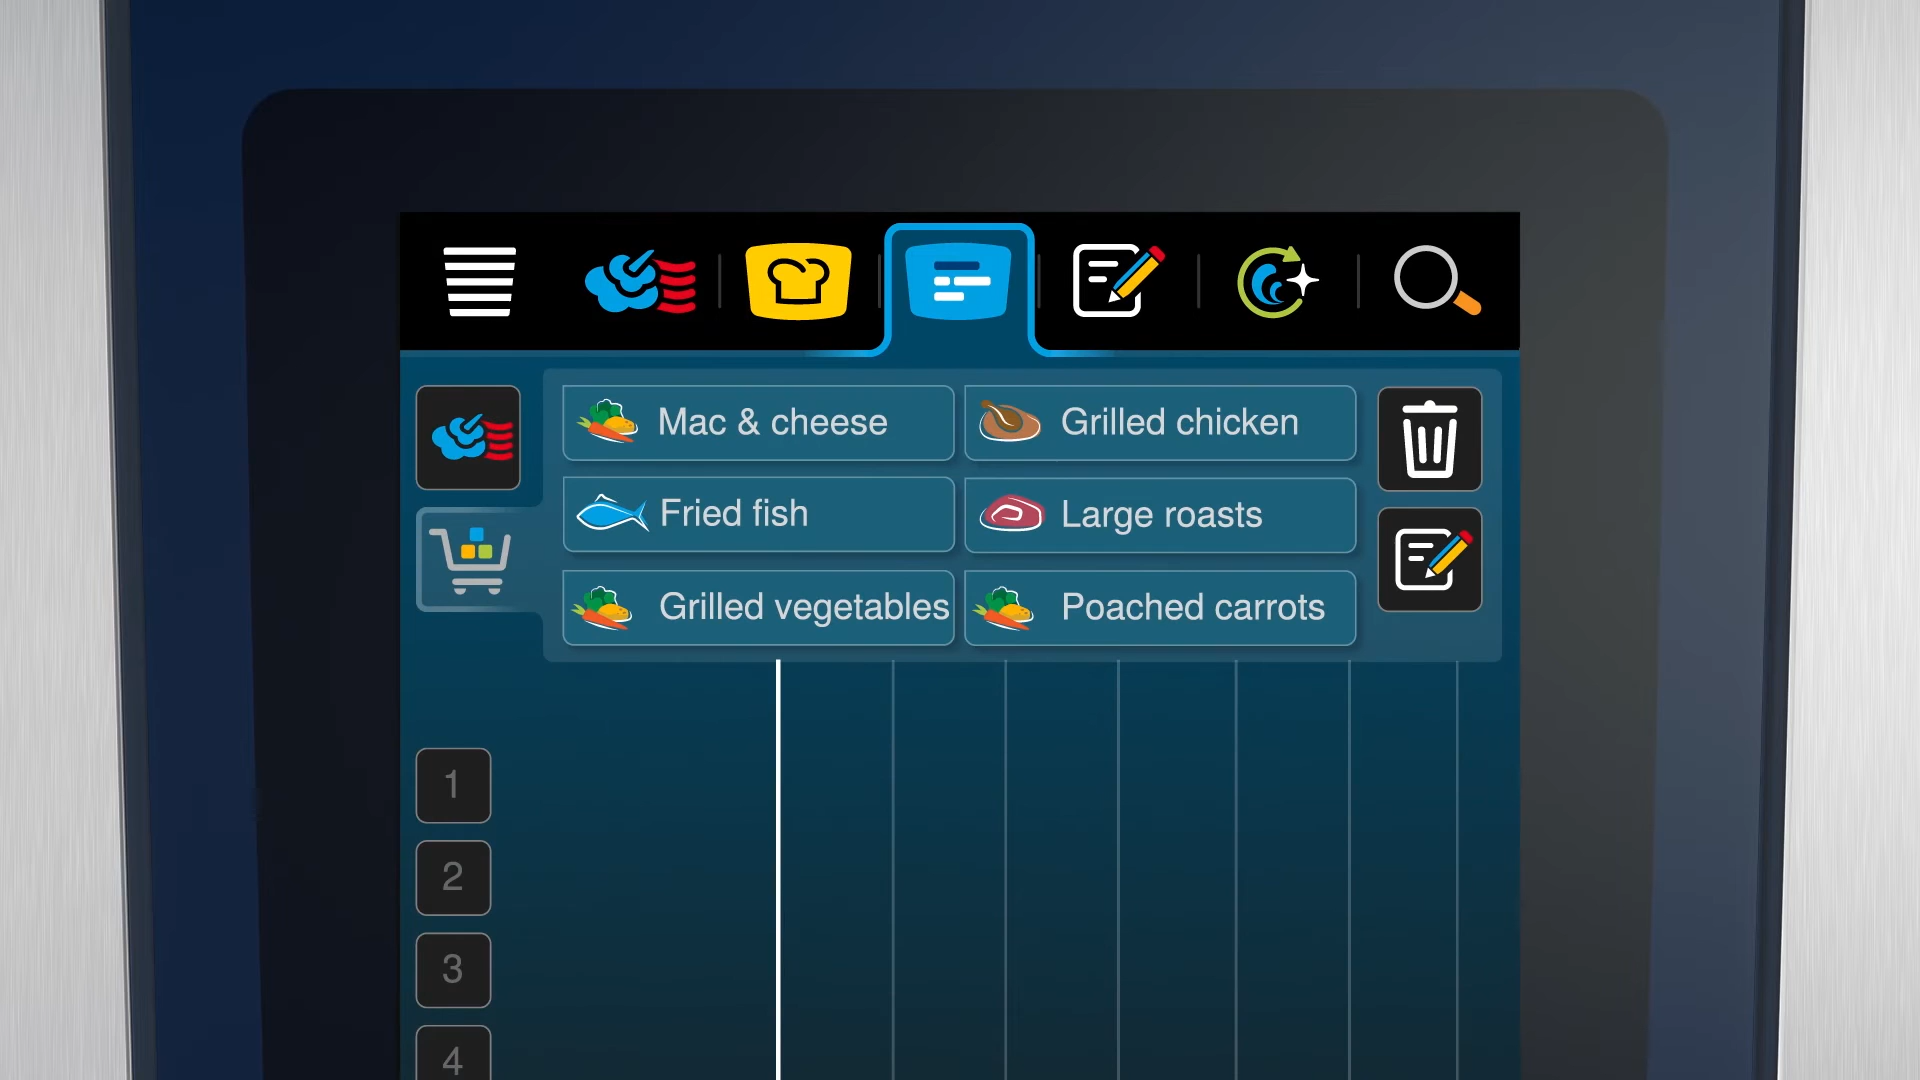 Mac & cheese
Grilled chicken
Fried fish
Large roasts
Grilled vegetables
Poached carrots
1
2
3
4